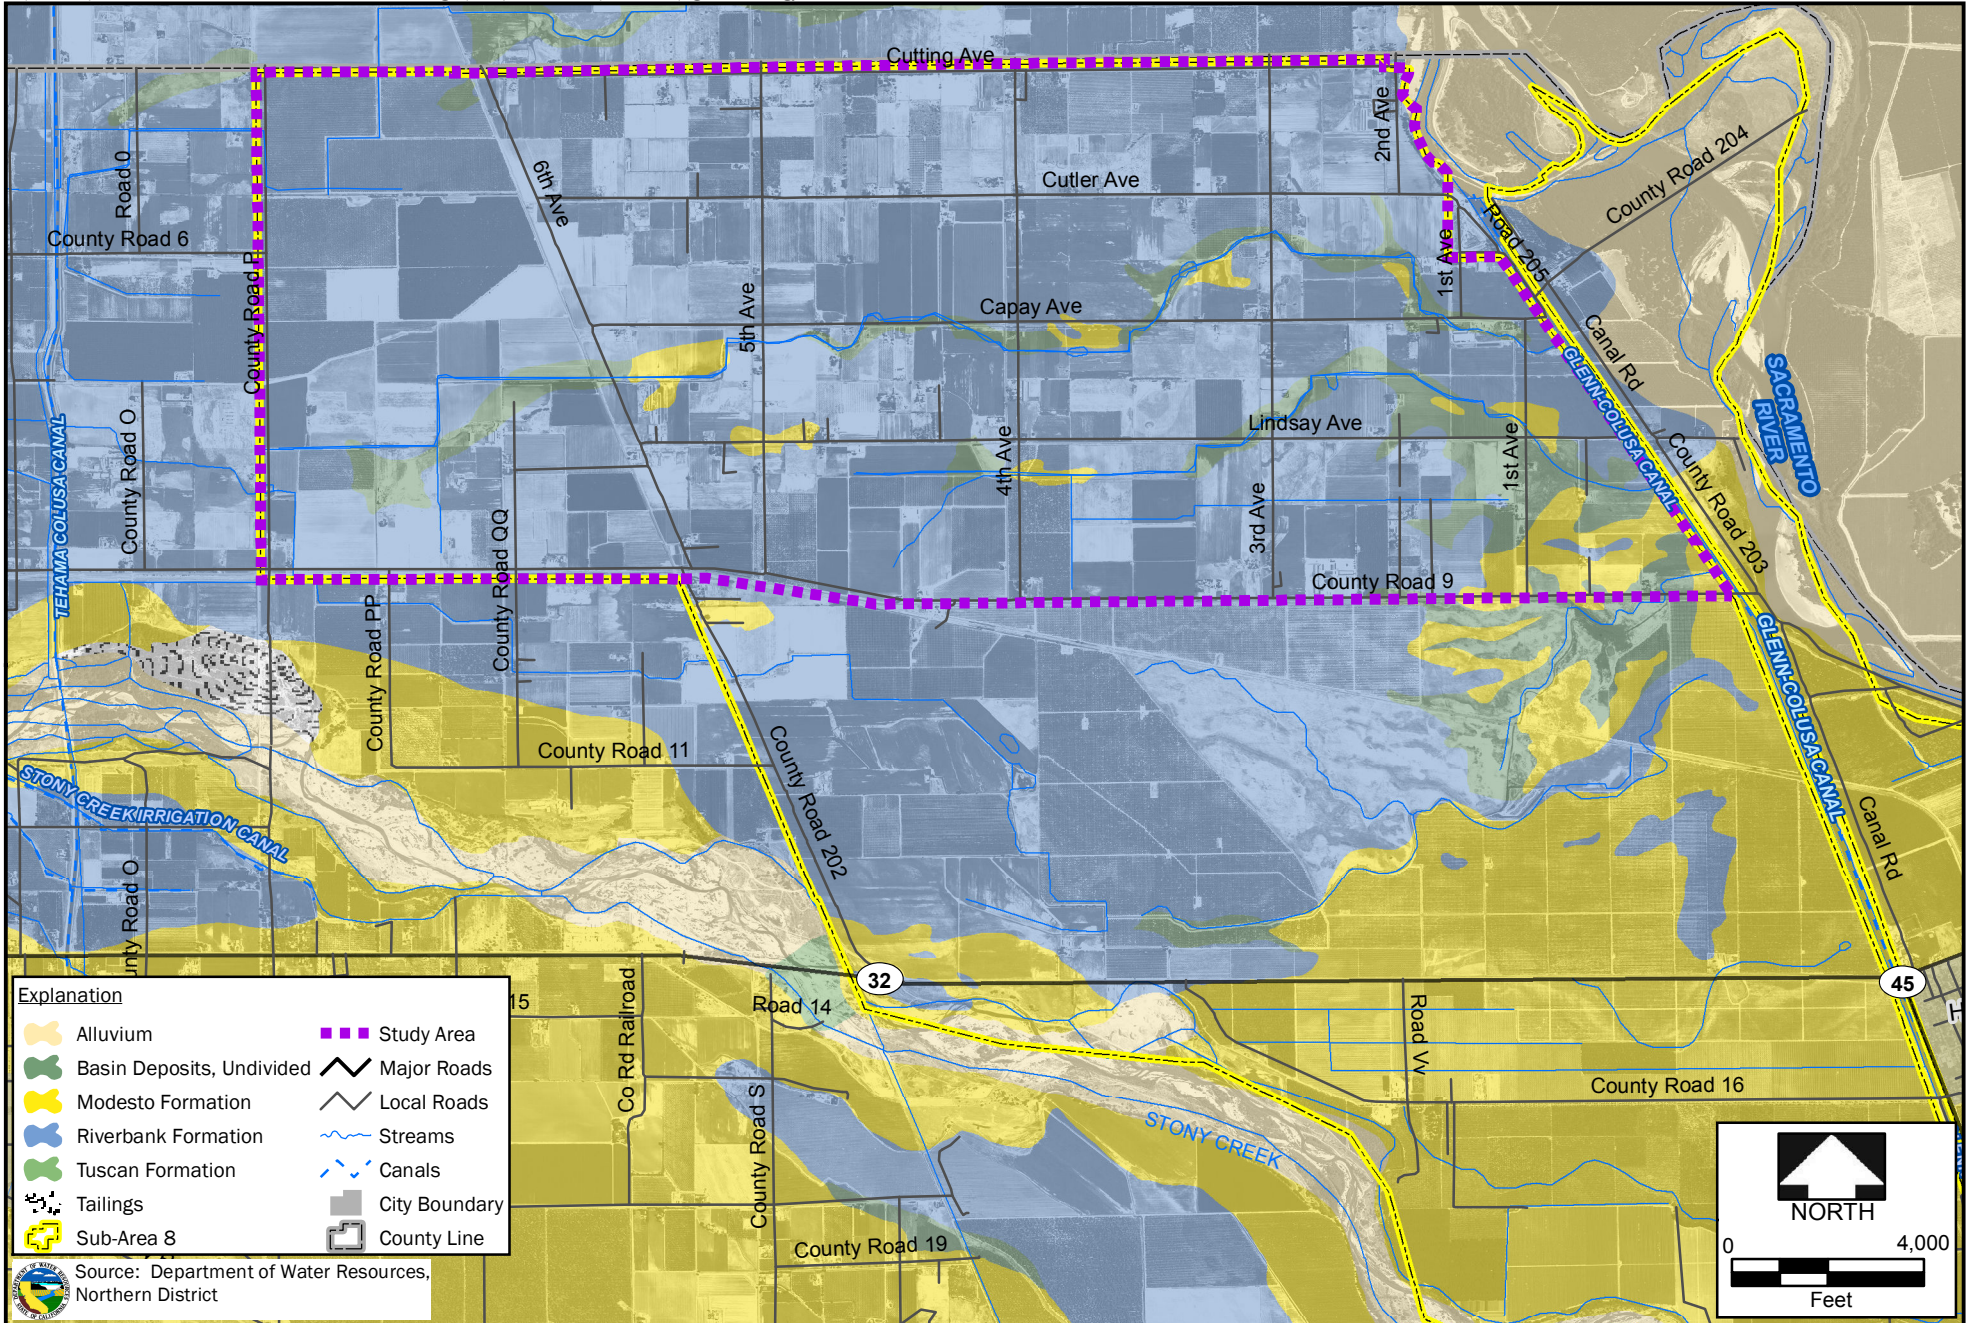 Cutting Ave
2nd Ave
County Road 204
Road 0
6th Ave
Cutler Ave
County Road 6
Road 205
1st Ave
County Road P
5th Ave
Capay Ave
Canal Rd
GLENN-COLUSA CANAL
SACRAMENTO
RIVER
TEHAMA COLUSA CANAL
County Road O
Lindsay Ave
4th Ave
1st Ave
3rd Ave
County Road QQ
County Road 203
County Road 9
County Road PP
GLENN-COLUSA CANAL
County Road 11
County Road 202
STONY CREEK IRRIGATION CANAL
Canal Rd
unty Road O
32
45
15
Road 14
Co Rd Railroad
Road VV
County Road 16
County Road S
STONY CREEK
County Road 19
Explanation
Alluvium
Basin Deposits, Undivided
Modesto Formation
Riverbank Formation
Tuscan Formation
Tailings
Sub-Area 8
Study Area
Major Roads
Local Roads
Streams
Canals
City Boundary
County Line
Source: Department of Water Resources,
Northern District
NORTH
0 4,000
Feet